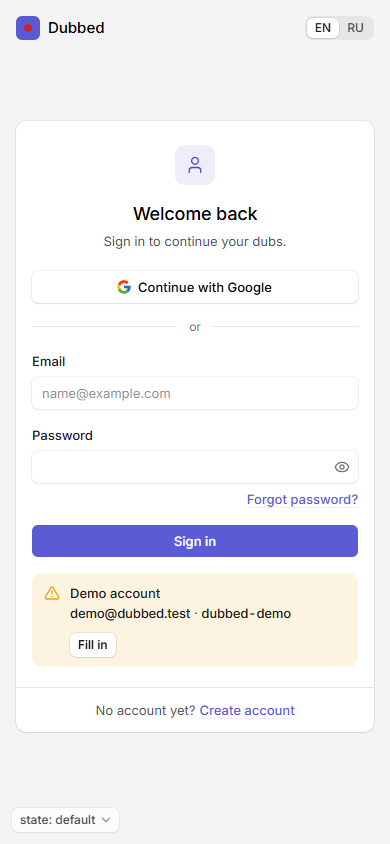 Dubbed
EN RU
Welcome back
Sign in to continue your dubs.
Continue with Google
or
Email
name@example.com
Password
Forgot password?
Sign in
Demo account
demo@dubbed.test · dubbed-demo
Fill in
No account yet? Create account
state: default